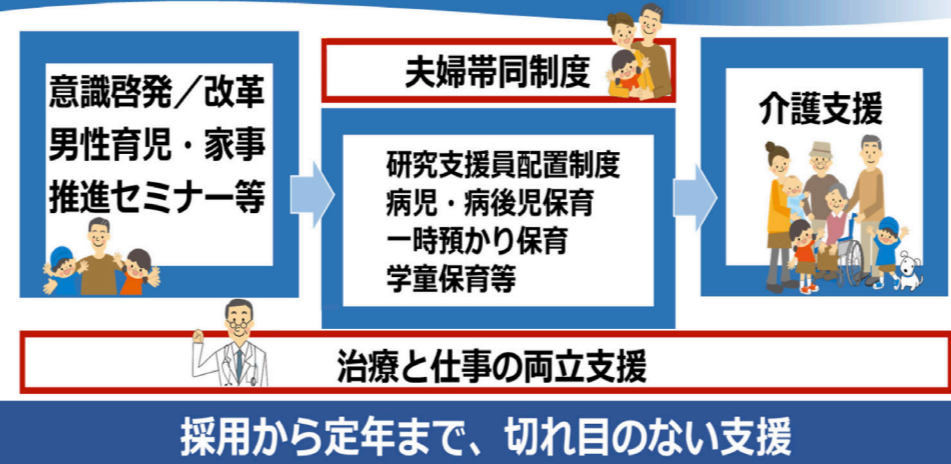 意識啓発／改革
男性育児・家事
推進セミナー等
夫婦帯同制度
研究支援員配置制度
病児・病後児保育
一時預かり保育
学童保育等
介護支援
治療と仕事の両立支援
採用から定年まで、切れ目のない支援